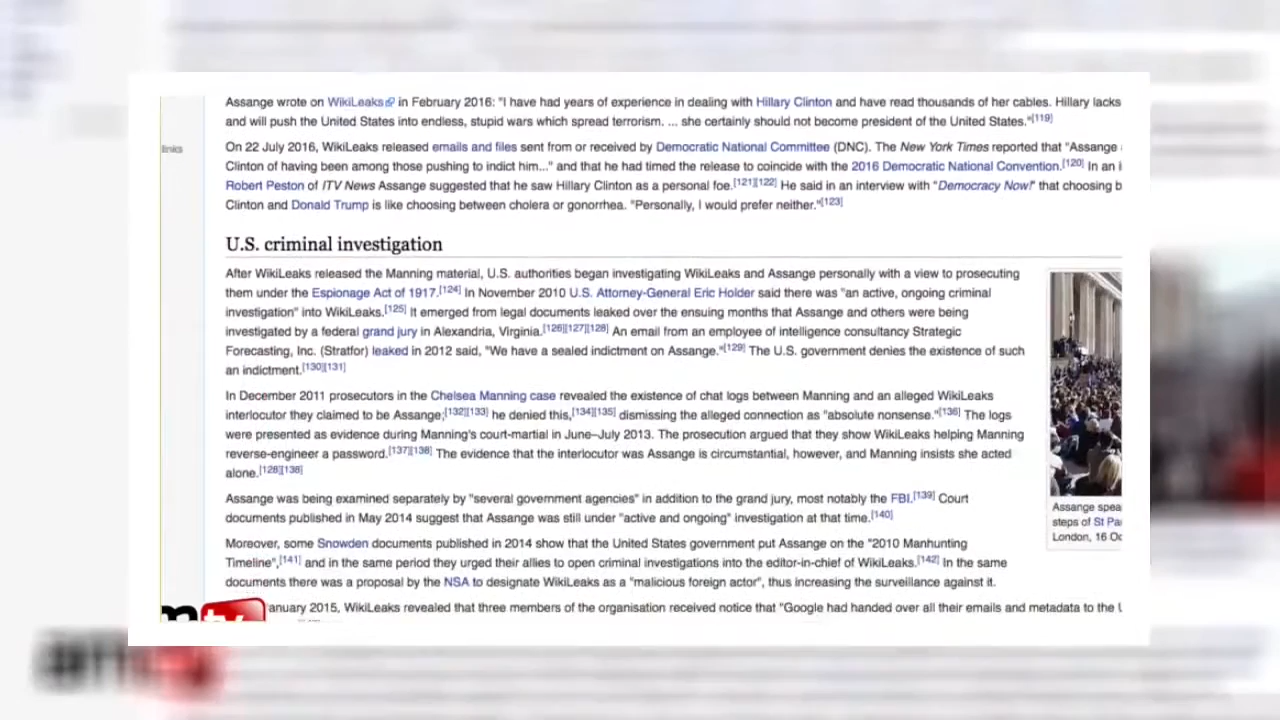 Assange wrote on WikiLeaks in February 2016: "I have had years of experience in dealing with Hillary Clinton and have read thousands of her cables. Hillary lacks
and will push the United States into endless, stupid wars which spread terrorism. ... she certainly should not become president of the United States."[119]
On 22 July 2016, WikiLeaks released emails and files sent from or received by Democratic National Committee (DNC). The New York Times reported that "Assange
links
Clinton of having been among those pushing to indict him..." and that he had timed the release to coincide with the 2016 Democratic National Convention.[120] In an
Robert Peston of ITV News Assange suggested that he saw Hillary Clinton as a personal foe.[121][122] He said in an interview with "Democracy Now!" that choosing
Clinton and Donald Trump is like choosing between cholera or gonorrhea. "Personally, I would prefer neither."[123]
U.S. criminal investigation
After WikiLeaks released the Manning material, U.S. authorities began investigating WikiLeaks and Assange personally with a view to prosecuting
them under the Espionage Act of 1917.[124] In November 2010 U.S. Attorney-General Eric Holder said there was "an active, ongoing criminal
investigation" into WikiLeaks.[125] It emerged from legal documents leaked over the ensuing months that Assange and others were being
investigated by a federal grand jury in Alexandria, Virginia.[126][127][128] An email from an employee of intelligence consultancy Strategic
Forecasting, Inc. (Stratfor) leaked in 2012 said, "We have a sealed indictment on Assange."[129] The U.S. government denies the existence of such
an indictment.[130][131]
In December 2011 prosecutors in the Chelsea Manning case revealed the existence of chat logs between Manning and an alleged WikiLeaks
interlocutor they claimed to be Assange;[132][133] he denied this,[134][135] dismissing the alleged connection as "absolute nonsense."[136] The logs
were presented as evidence during Manning's court-martial in June–July 2013. The prosecution argued that they show WikiLeaks helping Manning
reverse-engineer a password.[137][138] The evidence that the interlocutor was Assange is circumstantial, however, and Manning insists she acted
alone.[128][138]
Assange was being examined separately by "several government agencies" in addition to the grand jury, most notably the FBI.[139] Court
documents published in May 2014 suggest that Assange was still under "active and ongoing" investigation at that time.[140]
Moreover, some Snowden documents published in 2014 show that the United States government put Assange on the "2010 Manhunting
Timeline",[141] and in the same period they urged their allies to open criminal investigations into the editor-in-chief of WikiLeaks.[142] In the same
documents there was a proposal by the NSA to designate WikiLeaks as a "malicious foreign actor", thus increasing the surveillance against it.
anuary 2015, WikiLeaks revealed that three members of the organisation received notice that "Google had handed over all their emails and metadata to the
Assange spea
steps of St Pa
London, 16 Oc